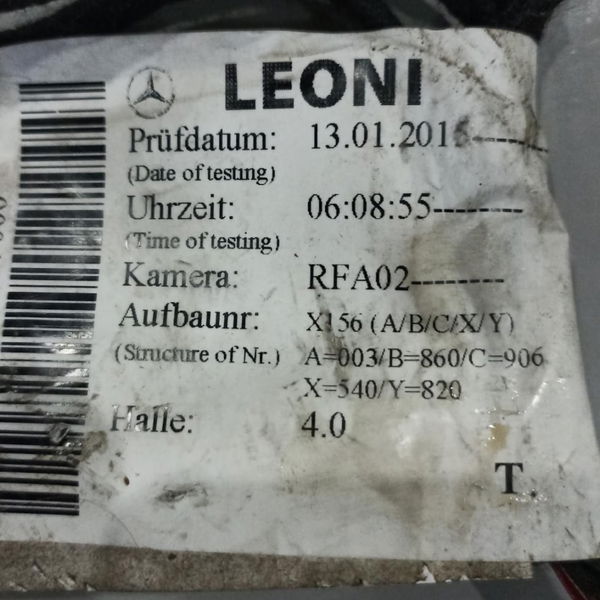 LEONI
Prüfdatum: 13.01.2015--------
(Date of testing)
Uhrzeit: 06:08:55---------
(Time of testing)
Kamera: RFA02---------
Aufbaunr: X156 (A/B/C/X/Y)
(Structure of Nr.) A=003/B=860/C=906
X=540/Y=820
Halle: 4.0
T